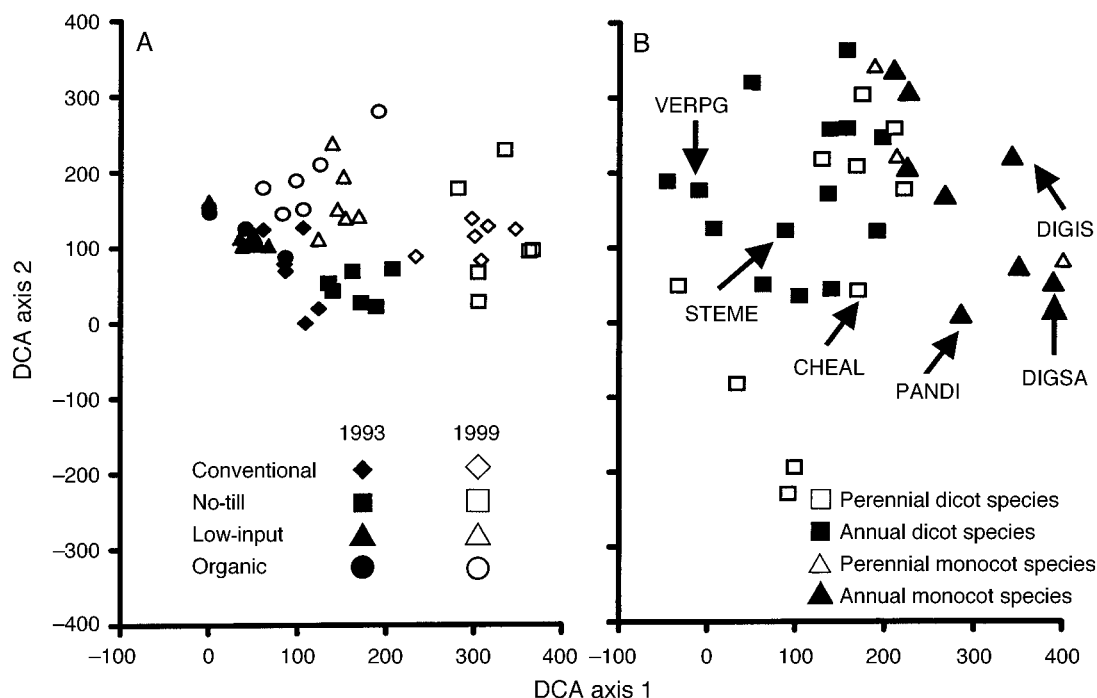 A
DCA axis 2
400
300
200
100
0
−100
−200
−300
−400
−100 0 100 200 300 400
1993 1999
Conventional
No-till
Low-input
Organic
B
VERPG
DIGIS
STEME
CHEAL
PANDI
DIGSA
Perennial dicot species
Annual dicot species
Perennial monocot species
Annual monocot species
−100 0 100 200 300 400
DCA axis 1